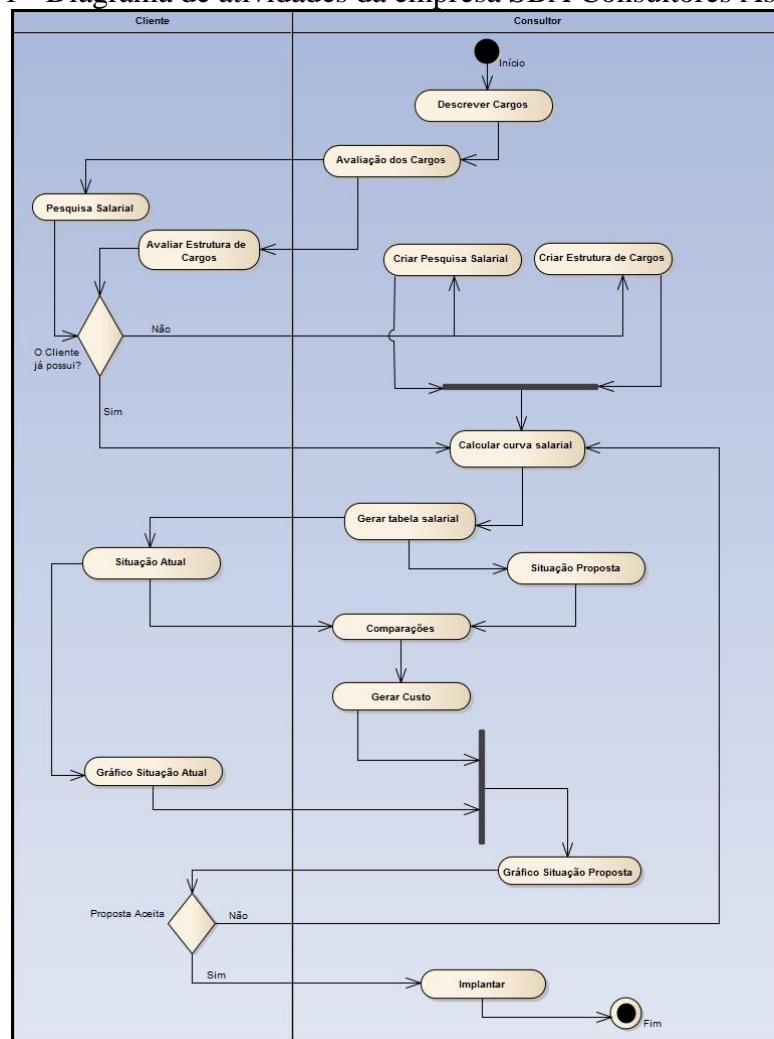 1 - Diagrama de atividades da empresa SBA Consultores As
Cliente
Consultor
Início
Descrever Cargos
Avaliação dos Cargos
Pesquisa Salarial
Avaliar Estrutura de
Cargos
Criar Pesquisa Salarial
Criar Estrutura de Cargos
Não
O Cliente
já possui?
Sim
Calcular curva salarial
Gerar tabela salarial
Situação Atual
Situação Proposta
Comparações
Gerar Custo
Gráfico Situação Atual
Gráfico Situação Proposta
Proposta Aceita
Não
Sim
Implantar
Fim